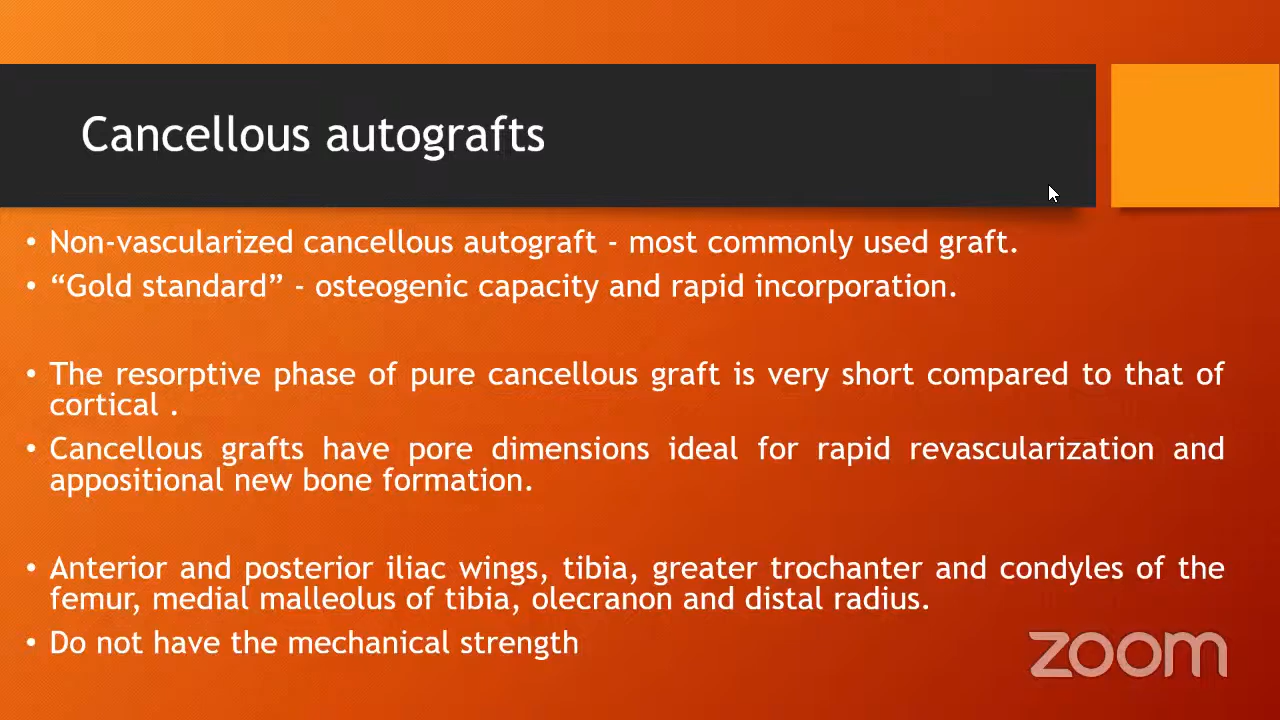 Cancellous autografts
• Non-vascularized cancellous autograft - most commonly used graft.
• “Gold standard” - osteogenic capacity and rapid incorporation.
• The resorptive phase of pure cancellous graft is very short compared to that of
cortical .
• Cancellous grafts have pore dimensions ideal for rapid revascularization and
appositional new bone formation.
• Anterior and posterior iliac wings, tibia, greater trochanter and condyles of the
femur, medial malleolus of tibia, olecranon and distal radius.
• Do not have the mechanical strength
zoom